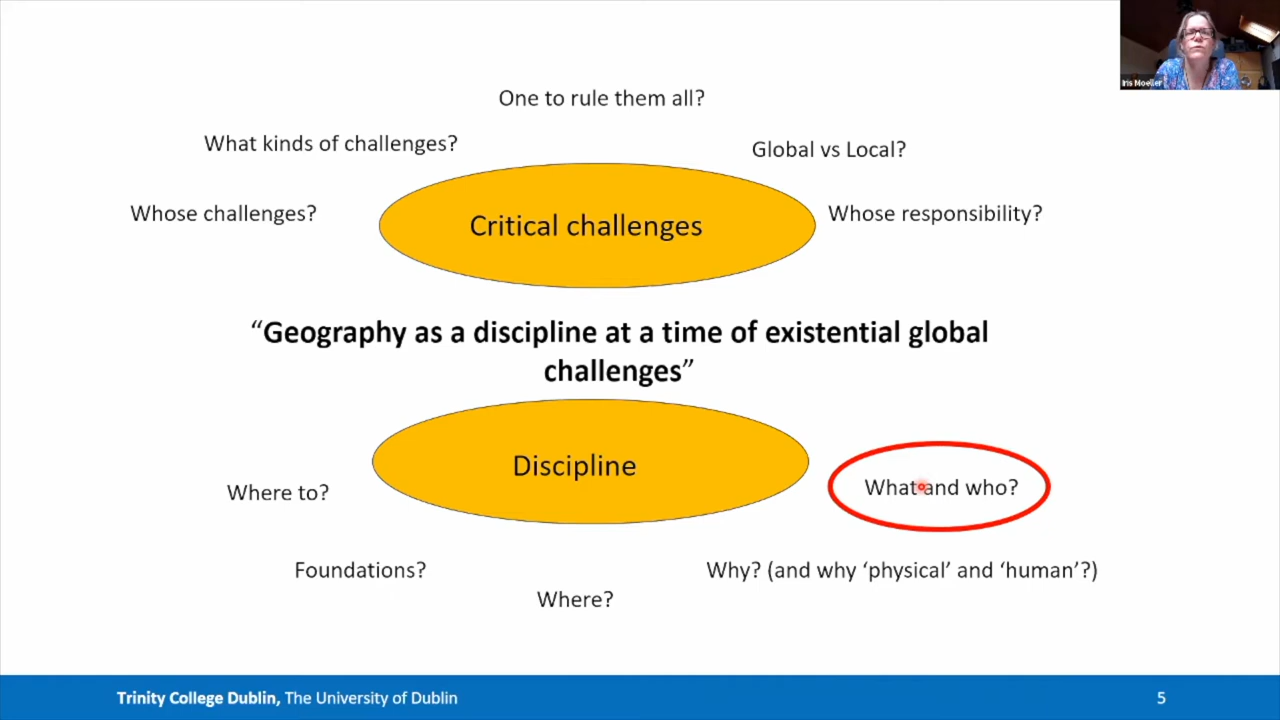 Iris Moeller
One to rule them all?
What kinds of challenges?
Global vs Local?
Whose challenges?
Critical challenges
Whose responsibility?
“Geography as a discipline at a time of existential global
challenges”
Discipline
Where to?
What and who?
Foundations?
Why? (and why ‘physical’ and ‘human’?)
Where?
Trinity College Dublin, The University of Dublin
5